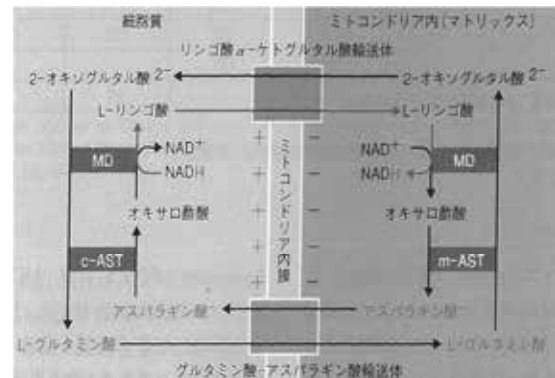 細胞質
ミトコンドリア内(マトリックス)
リンゴ酸 α-ケトグルタル酸輸送体
2-オキソグルタル酸 2-
2-オキソグルタル酸 2-
L-リンゴ酸
L-リンゴ酸
NAD+
NAD+
MD
MD
NADH
NADH
オキサロ酢酸
オキサロ酢酸
ミトコンドリア内膜
c-AST
m-AST
アスパラギン酸-
アスパラギン酸-
L-グルタミン酸
L-グルタミン酸
グルタミン酸-アスパラギン酸輸送体